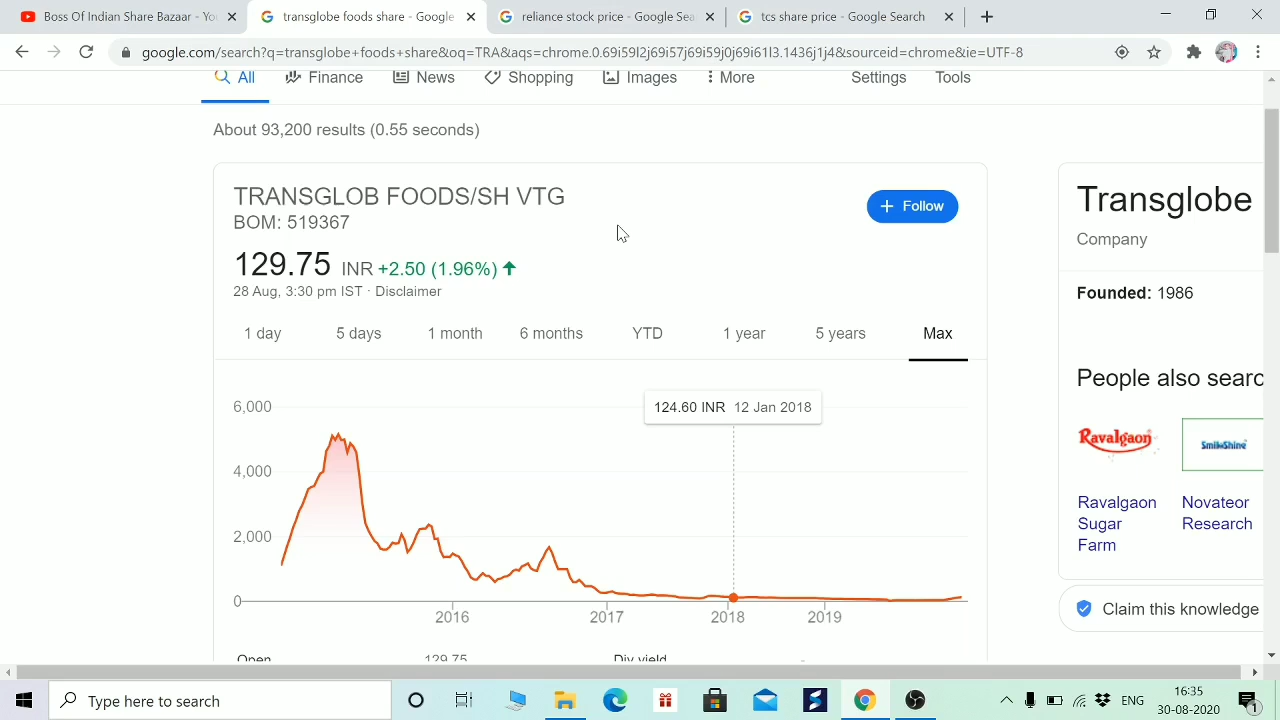 Boss Of Indian Share Bazaar - Yo
transglobe foods share - Google
reliance stock price - Google Sea
tcs share price - Google Search
google.com/search?q=transglobe+foods+share&oq=TRA&aqs=chrome.0.69i59l2j69i57j69i59j0j69i61l3.1436j1j4&sourceid=chrome&ie=UTF-8
All Finance News Shopping Images More Settings Tools
About 93,200 results (0.55 seconds)
TRANSGLOB FOODS/SH VTG
BOM: 519367
+ Follow
129.75 INR +2.50 (1.96%)
28 Aug, 3:30 pm IST · Disclaimer
1 day 5 days 1 month 6 months YTD 1 year 5 years Max
124.60 INR 12 Jan 2018
6,000
4,000
2,000
0
2016 2017 2018 2019
Open 129.75 Div yield -
Transglobe
Company
Founded: 1986
People also searc
Ravalgaon
SmikShine
Ravalgaon
Sugar
Farm
Novateor
Research
Claim this knowledge
Type here to search
ENG
16:35
30-08-2020
1